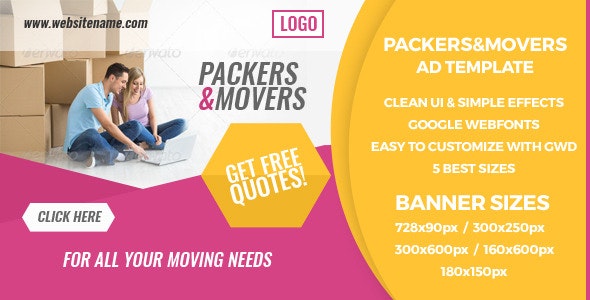 www.websitename.com
LOGO
PACKERS
&MOVERS
GET FREE
QUOTES!
CLICK HERE
FOR ALL YOUR MOVING NEEDS
PACKERS&MOVERS
AD TEMPLATE
CLEAN UI & SIMPLE EFFECTS
GOOGLE WEBFONTS
EASY TO CUSTOMIZE WITH GWD
5 BEST SIZES
BANNER SIZES
728x90px / 300x250px
300x600px / 160x600px
180x150px